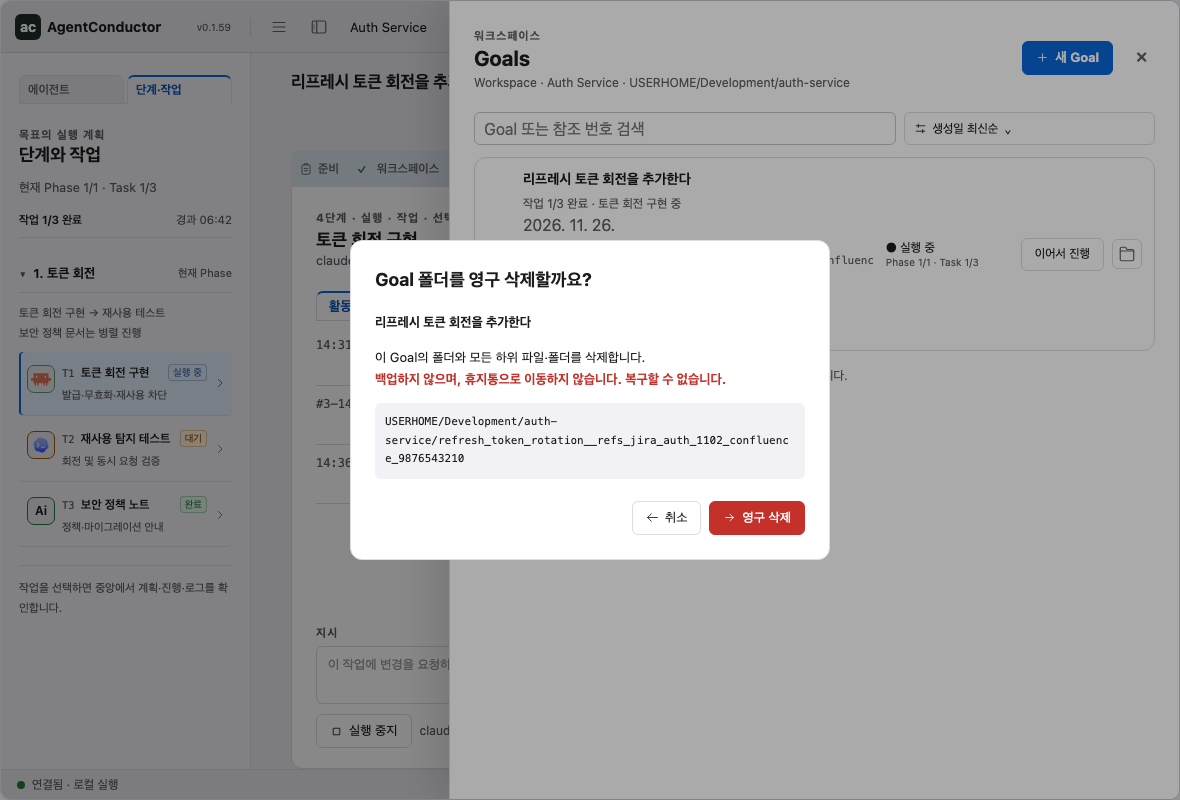 ac AgentConductor v0.1.59 Auth Service
에이전트 단계·작업
목표의 실행 계획
단계와 작업
현재 Phase 1/1 · Task 1/3
작업 1/3 완료 경과 06:42
1. 토큰 회전 현재 Phase
토큰 회전 구현 → 재사용 테스트
보안 정책 문서는 병렬 진행
T1 토큰 회전 구현 실행 중
발급·무효화·재사용 차단
T2 재사용 탐지 테스트 대기
회전 및 동시 요청 검증
Ai T3 보안 정책 노트 완료
정책·마이그레이션 안내
작업을 선택하면 중앙에서 계획·진행·로그를 확
인합니다.
연결됨 · 로컬 실행
리프레시 토큰 회전을 추
준비 ✓ 워크스페이스
4단계 · 실행 · 작업 · 선택
토큰 회전 구현
claude
활동
14:31
#3–14
14:36
지시
이 작업에 변경을 요청하
실행 중지 claud
워크스페이스
Goals
Workspace · Auth Service · USERHOME/Development/auth-service
+ 새 Goal ✕
Goal 또는 참조 번호 검색 생성일 최신순
리프레시 토큰 회전을 추가한다
작업 1/3 완료 · 토큰 회전 구현 중
2026. 11. 26.
nfluenc
● 실행 중
Phase 1/1 · Task 1/3
이어서 진행
다.
Goal 폴더를 영구 삭제할까요?
리프레시 토큰 회전을 추가한다
이 Goal의 폴더와 모든 하위 파일·폴더를 삭제합니다.
백업하지 않으며, 휴지통으로 이동하지 않습니다. 복구할 수 없습니다.
USERHOME/Development/auth-
service/refresh_token_rotation__refs_jira_auth_1102_confluenc
e_9876543210
← 취소 → 영구 삭제